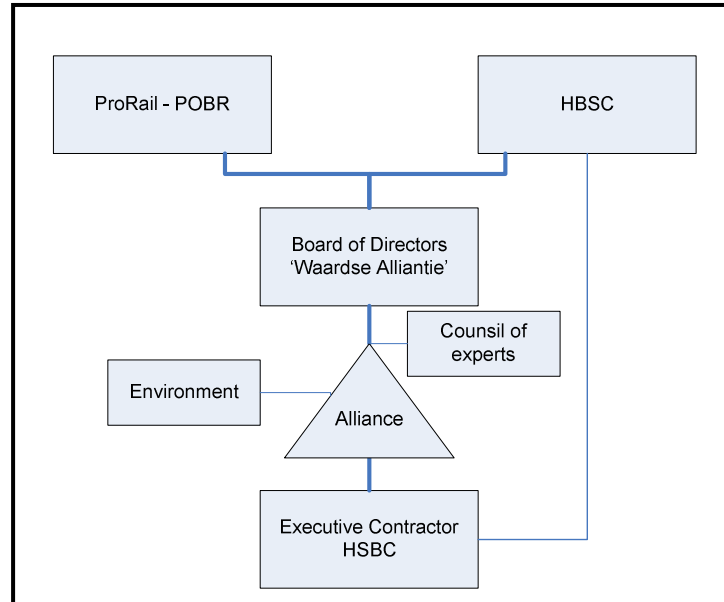 ProRail - POBR
HBSC
Board of Directors
'Waardse Alliantie'
Counsil of
experts
Environment
Alliance
Executive Contractor
HSBC